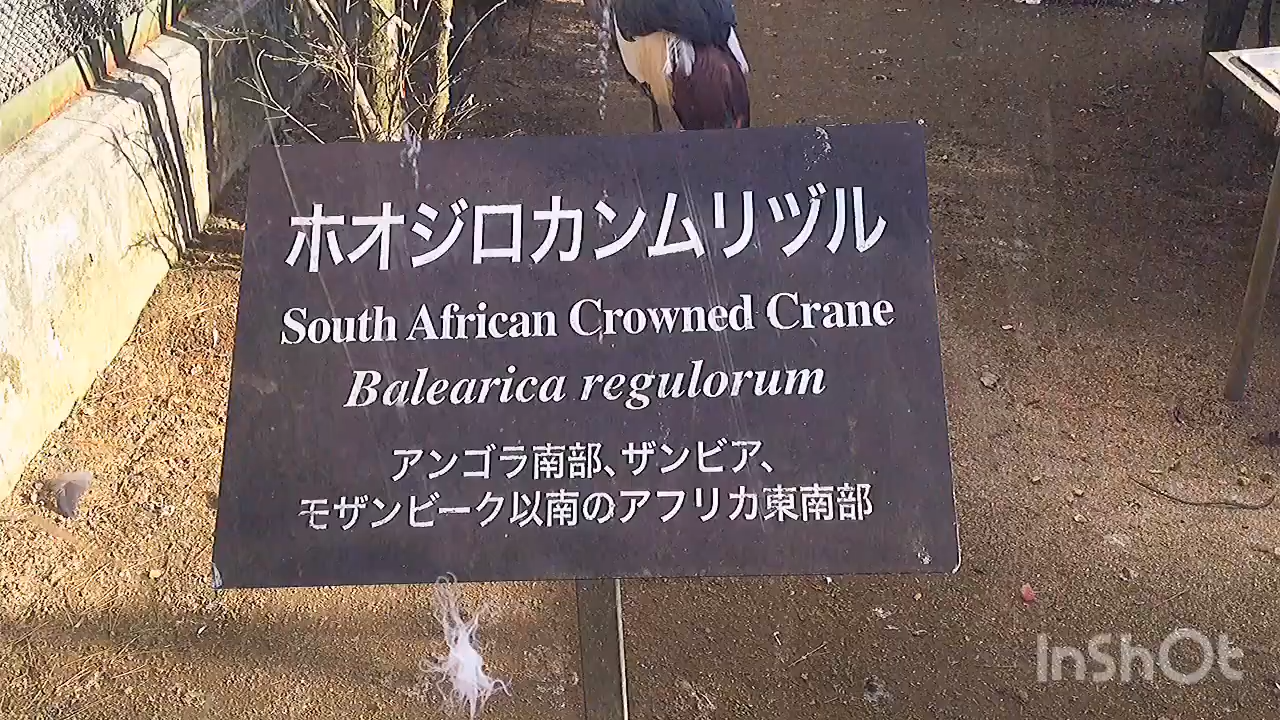 ホオジロカンムリヅル
South African Crowned Crane
Balearica regulorum
アンゴラ南部、ザンビア、
モザンビーク以南のアフリカ東南部
InShOt